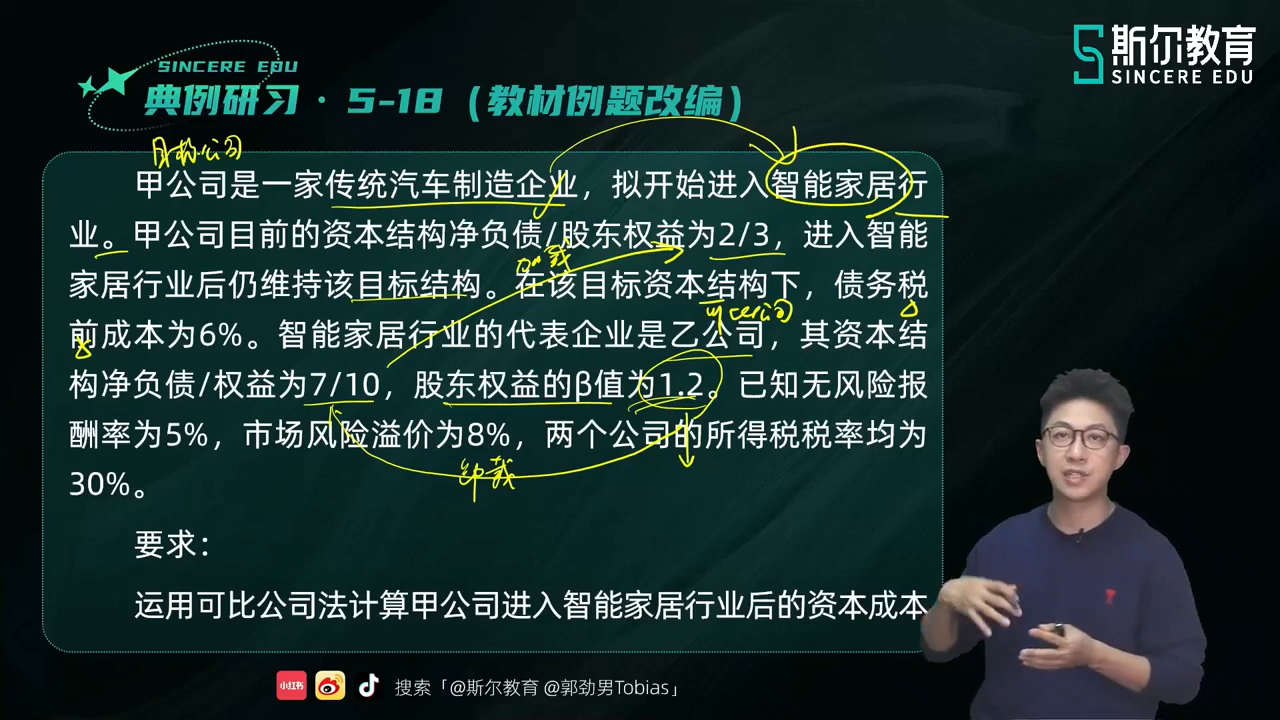 斯尔教育
SINCERE EDU
SINCERE EDU
典例研习·5-18（教材例题改编）
目标公司
甲公司是一家传统汽车制造企业，拟开始进入智能家居行
业。甲公司目前的资本结构净负债/股东权益为2/3，进入智能
加载
家居行业后仍维持该目标结构。在该目标资本结构下，债务税
可比公司
前成本为6%。智能家居行业的代表企业是乙公司，其资本结
构净负债/权益为7/10，股东权益的β值为1.2。已知无风险报
酬率为5%，市场风险溢价为8%，两个公司的所得税税率均为
卸载
30%。
要求：
运用可比公司法计算甲公司进入智能家居行业后的资本成本
小红书
搜索「@斯尔教育 @郭劲男Tobias」